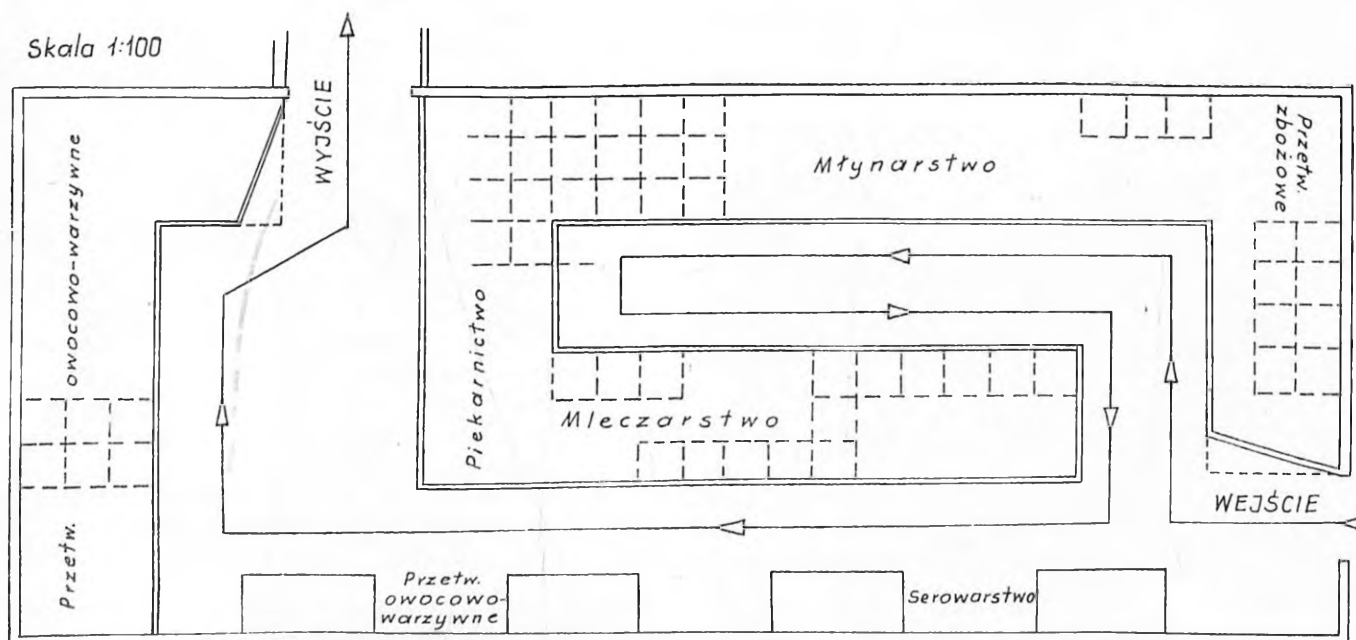 Skala 1:100
WYJŚCIE
Przetw. owocowo-warzywne
Młynarstwo
Przetw.
zbożowe
Piekarnictwo
Mleczarstwo
WEJŚCIE
Przetw.
owocowo-
warzywne
Serowarstwo